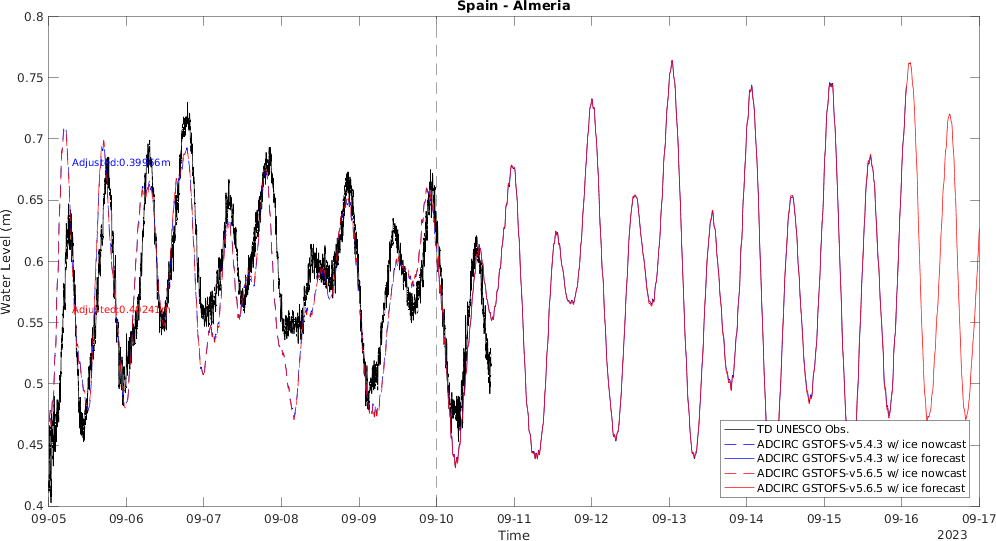 Spain - Almeria
Water Level (m)
0.8
0.75
0.7
0.65
0.6
0.55
0.5
0.45
0.4
Adjusted:0.39966m
TD UNESCO Obs.
ADCIRC GSTOFS-v5.4.3 w/ ice nowcast
ADCIRC GSTOFS-v5.4.3 w/ ice forecast
ADCIRC GSTOFS-v5.6.5 w/ ice nowcast
ADCIRC GSTOFS-v5.6.5 w/ ice forecast
09-05 09-06 09-07 09-08 09-09 09-10 09-11 09-12 09-13 09-14 09-15 09-16 09-17
Time
2023